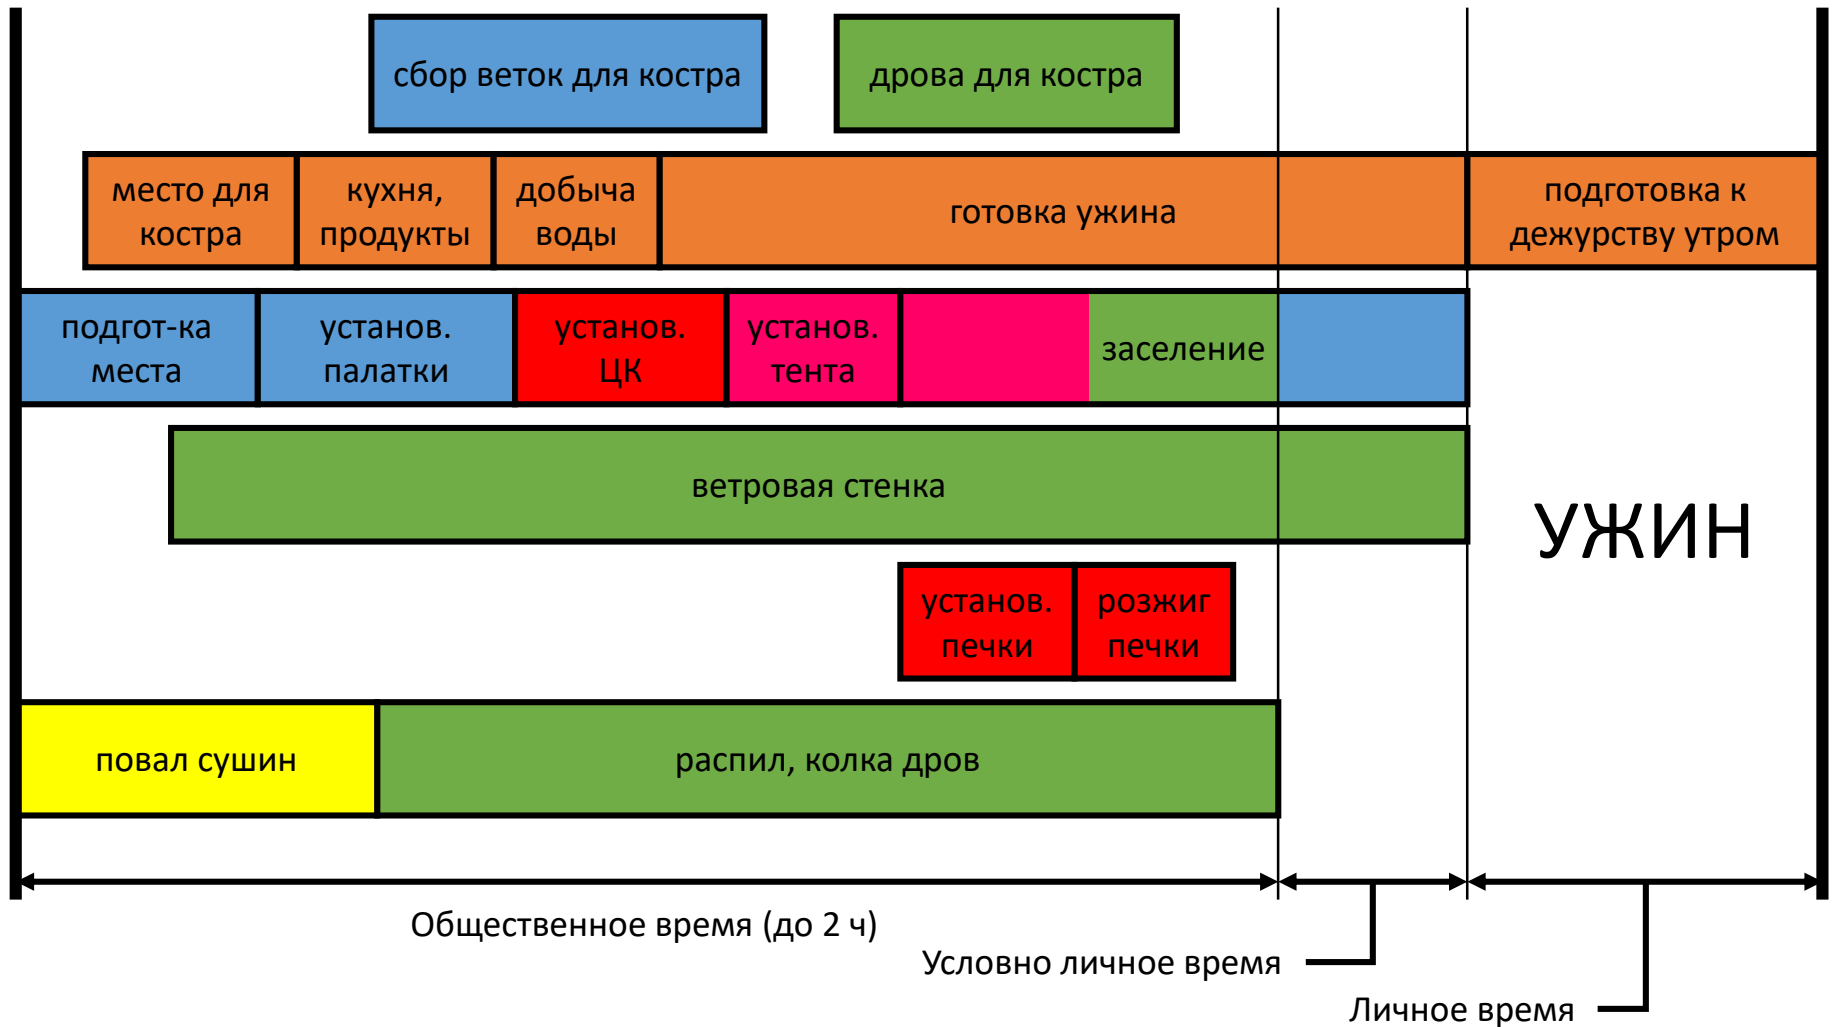 сбор веток для костра
дрова для костра
место для
костра
кухня,
продукты
добыча
воды
готовка ужина
подготовка к
дежурству утром
подгот-ка
места
установ.
палатки
установ.
ЦК
установ.
тента
заселение
ветровая стенка
УЖИН
установ.
печки
розжиг
печки
повал сушин
распил, колка дров
Общественное время (до 2 ч)
Условно личное время
Личное время